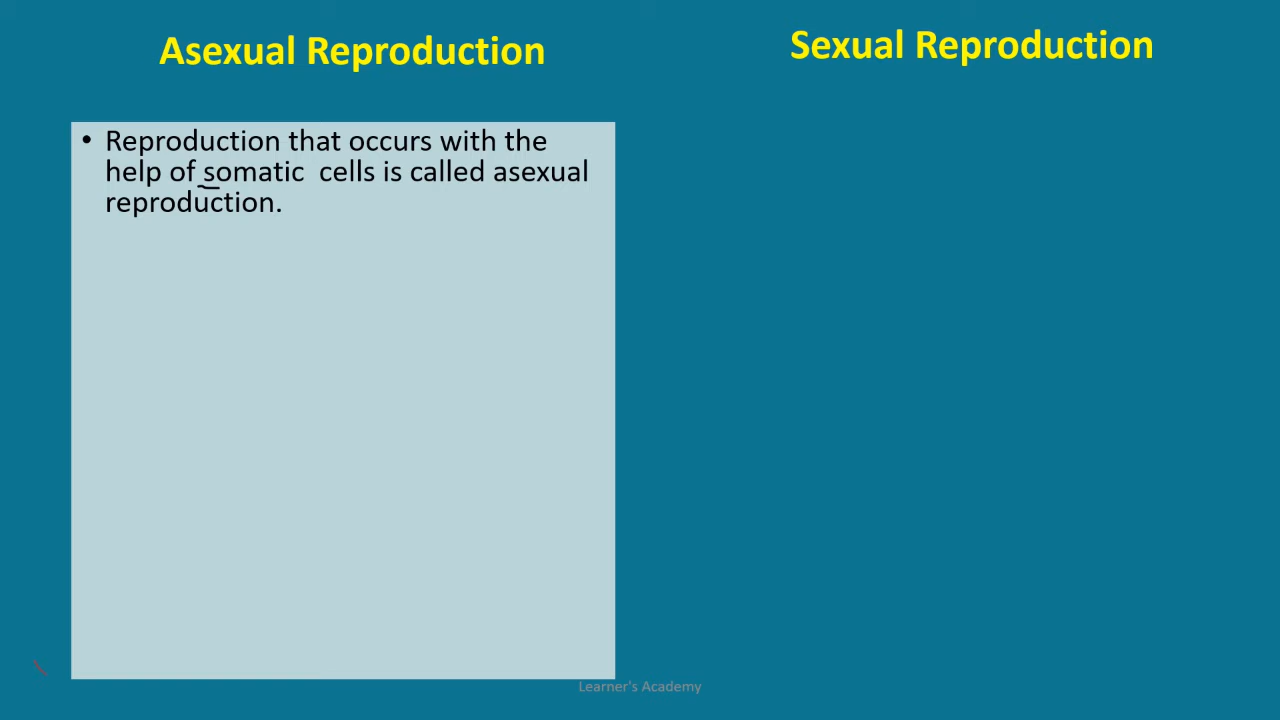 Asexual Reproduction
Sexual Reproduction
• Reproduction that occurs with the
help of somatic  cells is called asexual
reproduction.
Learner's Academy